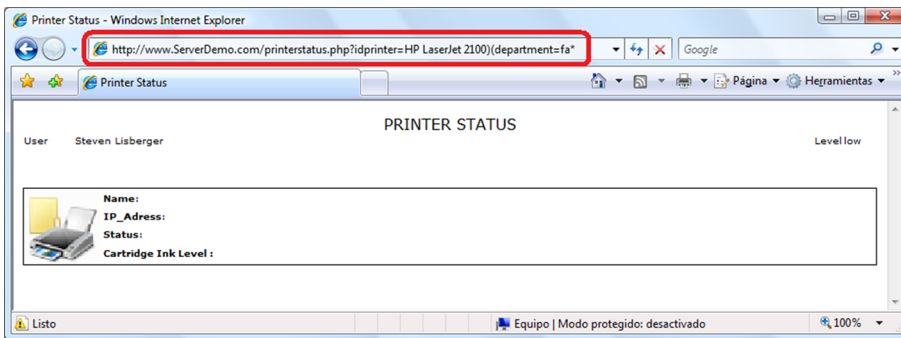 Printer Status - Windows Internet Explorer
http://www.ServerDemo.com/printerstatus.php?idprinter=HP LaserJet 2100)(department=fa*
Google
Printer Status
Página
Herramientas
PRINTER STATUS
User Steven Lisberger Level low
Name:
IP_Adress:
Status:
Cartridge Ink Level :
Listo
Equipo | Modo protegido: desactivado
100%